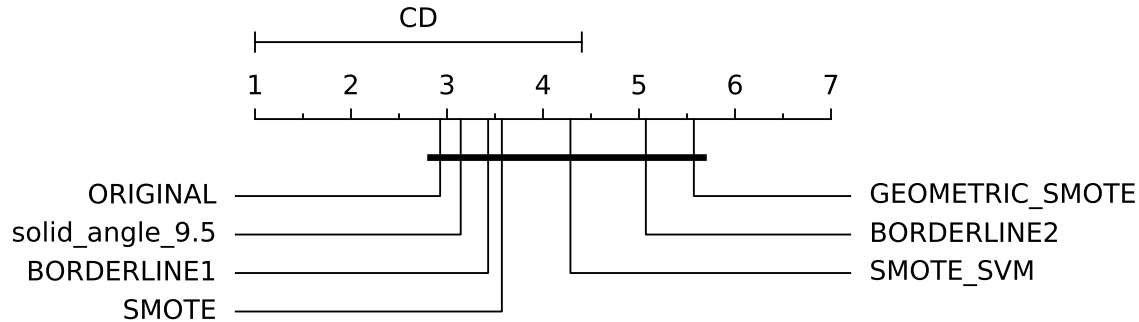 CD
1 2 3 4 5 6 7
ORIGINAL GEOMETRIC_SMOTE
solid_angle_9.5 BORDERLINE2
BORDERLINE1 SMOTE_SVM
SMOTE